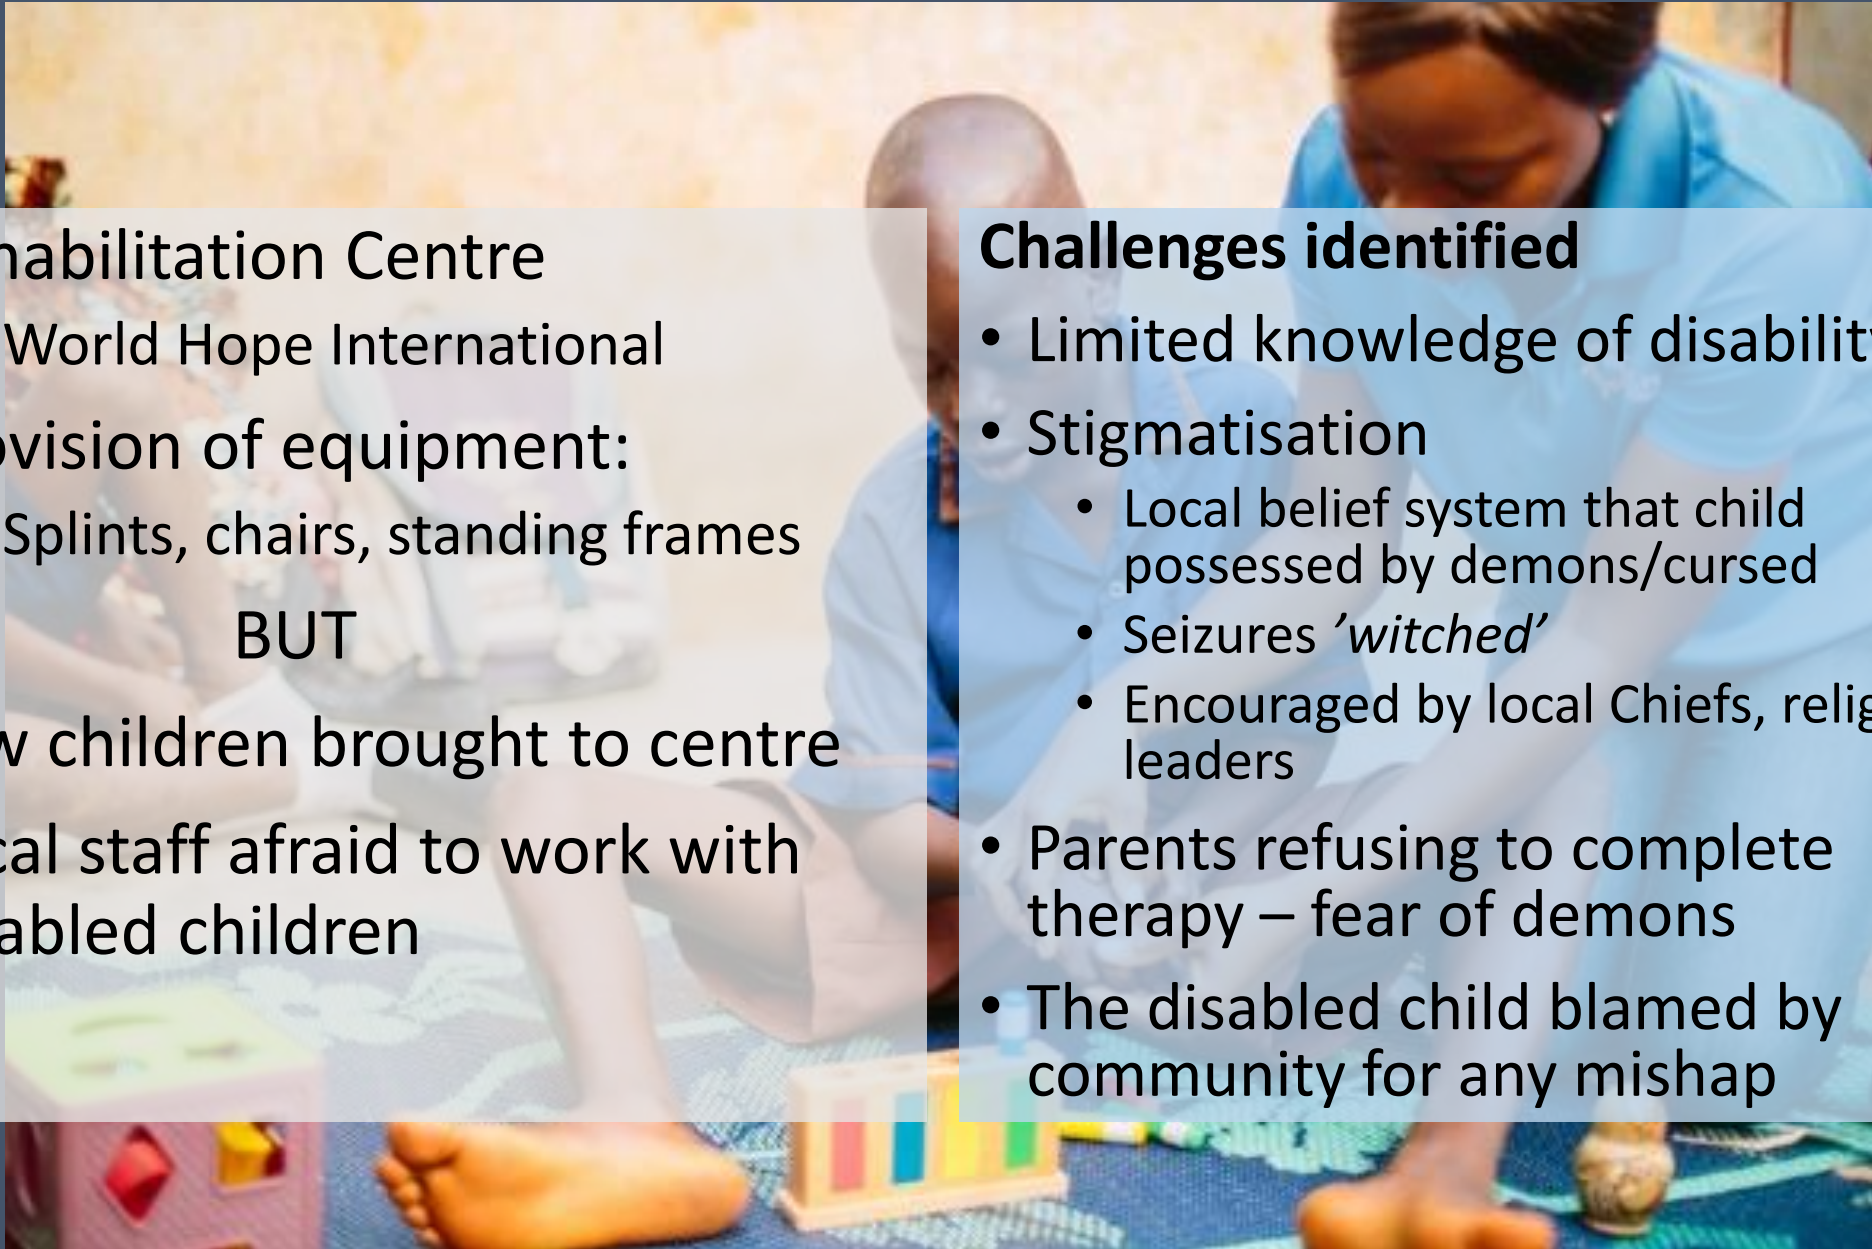 habilitation Centre
World Hope International
ovision of equipment:
Splints, chairs, standing frames
BUT
w children brought to centre
cal staff afraid to work with
abled children
Challenges identified
• Limited knowledge of disability
• Stigmatisation
• Local belief system that child
possessed by demons/cursed
• Seizures ’witched’
• Encouraged by local Chiefs, relig
leaders
• Parents refusing to complete
therapy – fear of demons
• The disabled child blamed by
community for any mishap